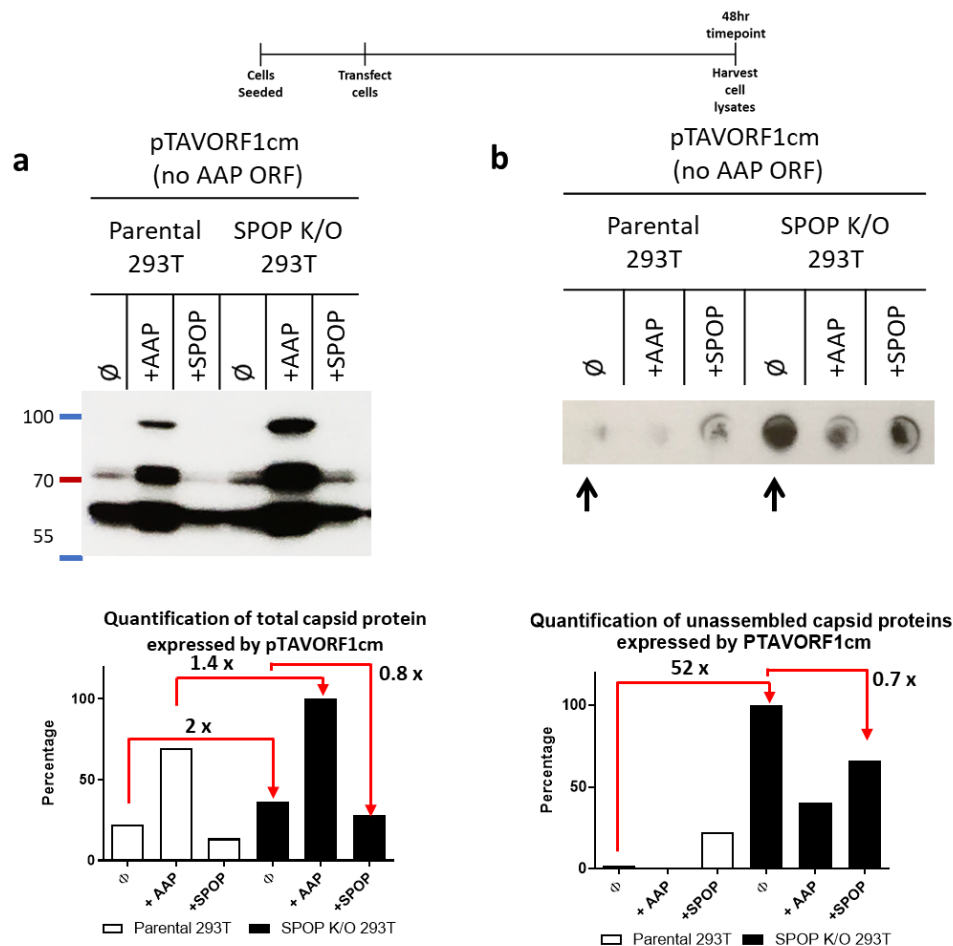 48hr
timepoint
Cells
Seeded
Transfect
cells
Harvest
cell
lysates
a
pTAVORF1cm
(no AAP ORF)
Parental
293T
SPOP K/O
293T
Ø
+AAP
+SPOP
Ø
+AAP
+SPOP
100
70
55
b
pTAVORF1cm
(no AAP ORF)
Parental
293T
SPOP K/O
293T
Ø
+AAP
+SPOP
Ø
+AAP
+SPOP
Quantification of total capsid protein
expressed by pTAVORF1cm
1.4 x
0.8 x
2 x
Percentage
100
50
0
Φ
+ AAP
+SPOP
Φ
+ AAP
+SPOP
Parental 293T
SPOP K/O 293T
Quantification of unassembled capsid proteins
expressed by PTAVORF1cm
52 x
0.7 x
Percentage
100
50
0
Φ
+ AAP
+SPOP
Φ
+ AAP
+SPOP
Parental 293T
SPOP K/O 293T